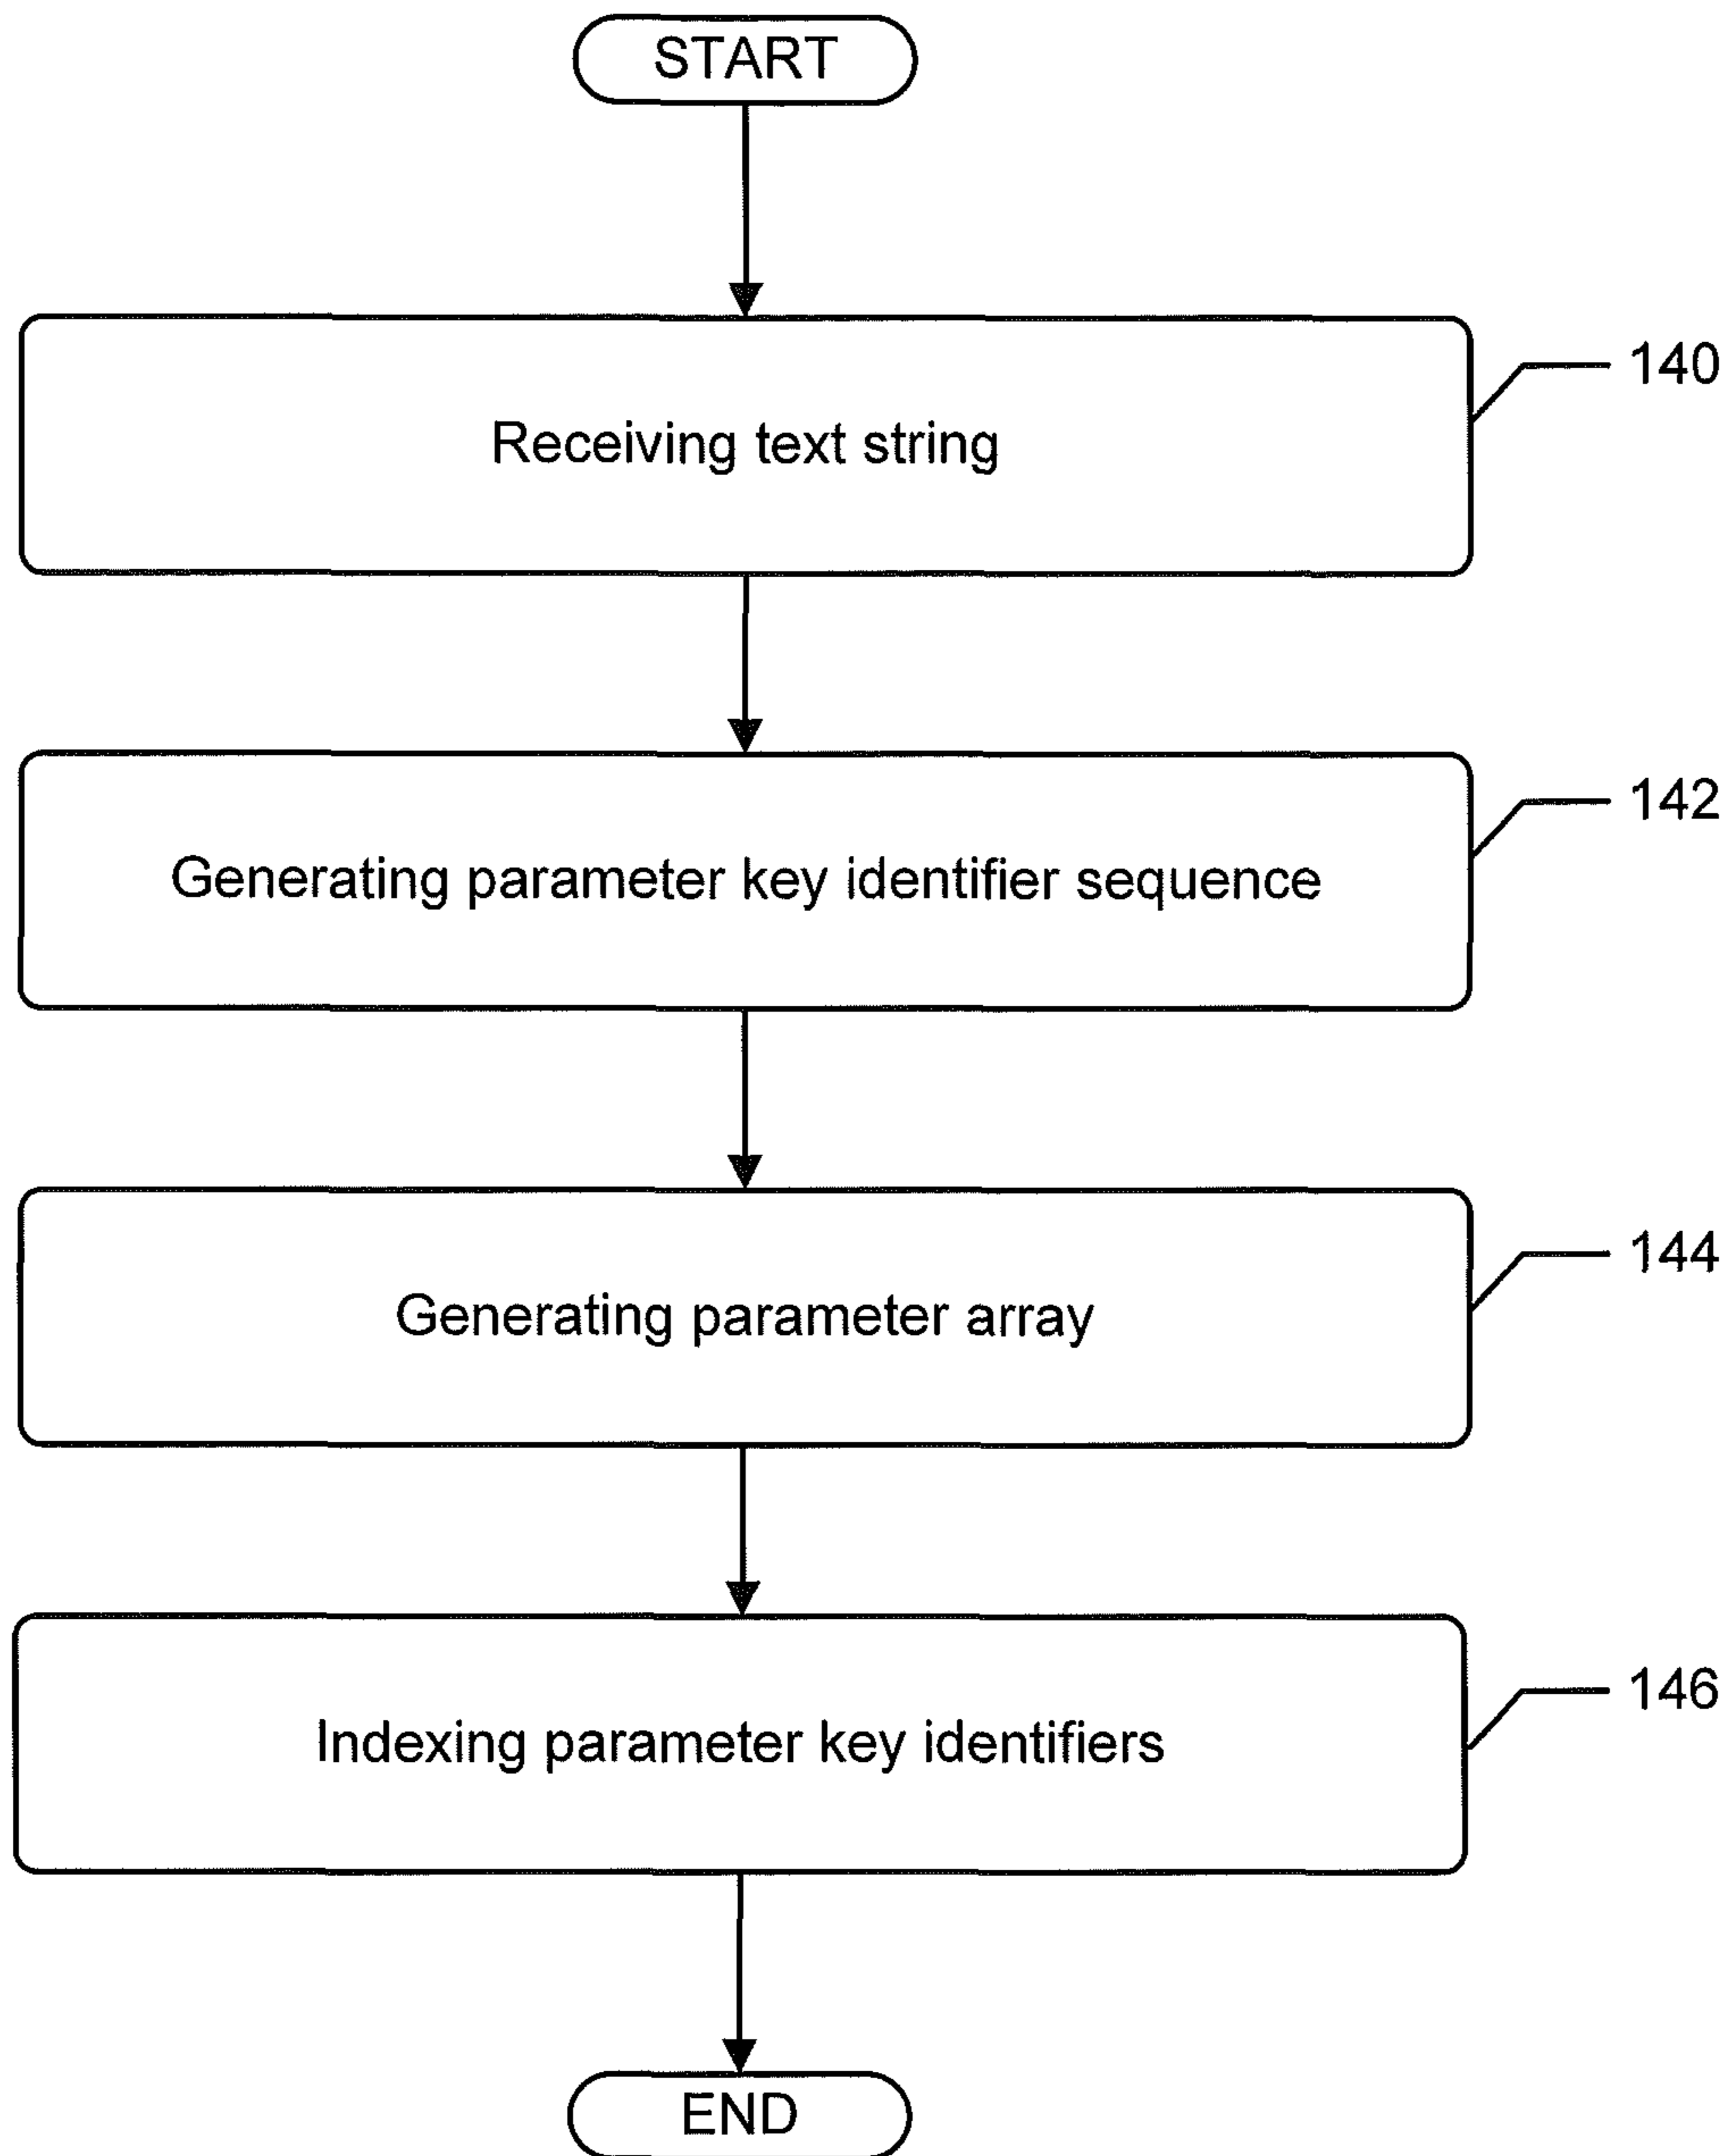 START
Receiving text string
140
Generating parameter key identifier sequence
142
Generating parameter array
144
Indexing parameter key identifiers
146
END